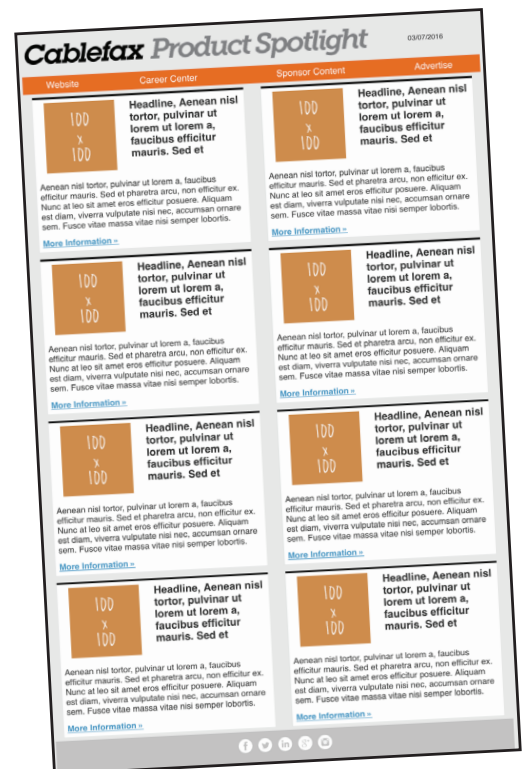 Cablefax Product Spotlight
03/07/2016
Website Career Center Sponsor Content Advertise
100
x
100
Headline, Aenean nisl
tortor, pulvinar ut
lorem ut lorem a,
faucibus efficitur
mauris. Sed et
Aenean nisl tortor, pulvinar ut lorem a, faucibus
efficitur mauris. Sed et pharetra arcu, non efficitur ex.
Nunc at leo sit amet eros efficitur posuere. Aliquam
est diam, viverra vulputate nisi nec, accumsan ornare
sem. Fusce vitae massa vitae nisi semper lobortis.
More Information »
100
x
100
Headline, Aenean nisl
tortor, pulvinar ut
lorem ut lorem a,
faucibus efficitur
mauris. Sed et
Aenean nisl tortor, pulvinar ut lorem a, faucibus
efficitur mauris. Sed et pharetra arcu, non efficitur ex.
Nunc at leo sit amet eros efficitur posuere. Aliquam
est diam, viverra vulputate nisi nec, accumsan ornare
sem. Fusce vitae massa vitae nisi semper lobortis.
More Information »
100
x
100
Headline, Aenean nisl
tortor, pulvinar ut
lorem ut lorem a,
faucibus efficitur
mauris. Sed et
Aenean nisl tortor, pulvinar ut lorem a, faucibus
efficitur mauris. Sed et pharetra arcu, non efficitur ex.
Nunc at leo sit amet eros efficitur posuere. Aliquam
est diam, viverra vulputate nisi nec, accumsan ornare
sem. Fusce vitae massa vitae nisi semper lobortis.
More Information »
100
x
100
Headline, Aenean nisl
tortor, pulvinar ut
lorem ut lorem a,
faucibus efficitur
mauris. Sed et
Aenean nisl tortor, pulvinar ut lorem a, faucibus
efficitur mauris. Sed et pharetra arcu, non efficitur ex.
Nunc at leo sit amet eros efficitur posuere. Aliquam
est diam, viverra vulputate nisi nec, accumsan ornare
sem. Fusce vitae massa vitae nisi semper lobortis.
More Information »
100
x
100
Headline, Aenean nisl
tortor, pulvinar ut
lorem ut lorem a,
faucibus efficitur
mauris. Sed et
Aenean nisl tortor, pulvinar ut lorem a, faucibus
efficitur mauris. Sed et pharetra arcu, non efficitur ex.
Nunc at leo sit amet eros efficitur posuere. Aliquam
est diam, viverra vulputate nisi nec, accumsan ornare
sem. Fusce vitae massa vitae nisi semper lobortis.
More Information »
100
x
100
Headline, Aenean nisl
tortor, pulvinar ut
lorem ut lorem a,
faucibus efficitur
mauris. Sed et
Aenean nisl tortor, pulvinar ut lorem a, faucibus
efficitur mauris. Sed et pharetra arcu, non efficitur ex.
Nunc at leo sit amet eros efficitur posuere. Aliquam
est diam, viverra vulputate nisi nec, accumsan ornare
sem. Fusce vitae massa vitae nisi semper lobortis.
More Information »
100
x
100
Headline, Aenean nisl
tortor, pulvinar ut
lorem ut lorem a,
faucibus efficitur
mauris. Sed et
Aenean nisl tortor, pulvinar ut lorem a, faucibus
efficitur mauris. Sed et pharetra arcu, non efficitur ex.
Nunc at leo sit amet eros efficitur posuere. Aliquam
est diam, viverra vulputate nisi nec, accumsan ornare
sem. Fusce vitae massa vitae nisi semper lobortis.
More Information »
100
x
100
Headline, Aenean nisl
tortor, pulvinar ut
lorem ut lorem a,
faucibus efficitur
mauris. Sed et
Aenean nisl tortor, pulvinar ut lorem a, faucibus
efficitur mauris. Sed et pharetra arcu, non efficitur ex.
Nunc at leo sit amet eros efficitur posuere. Aliquam
est diam, viverra vulputate nisi nec, accumsan ornare
sem. Fusce vitae massa vitae nisi semper lobortis.
More Information »